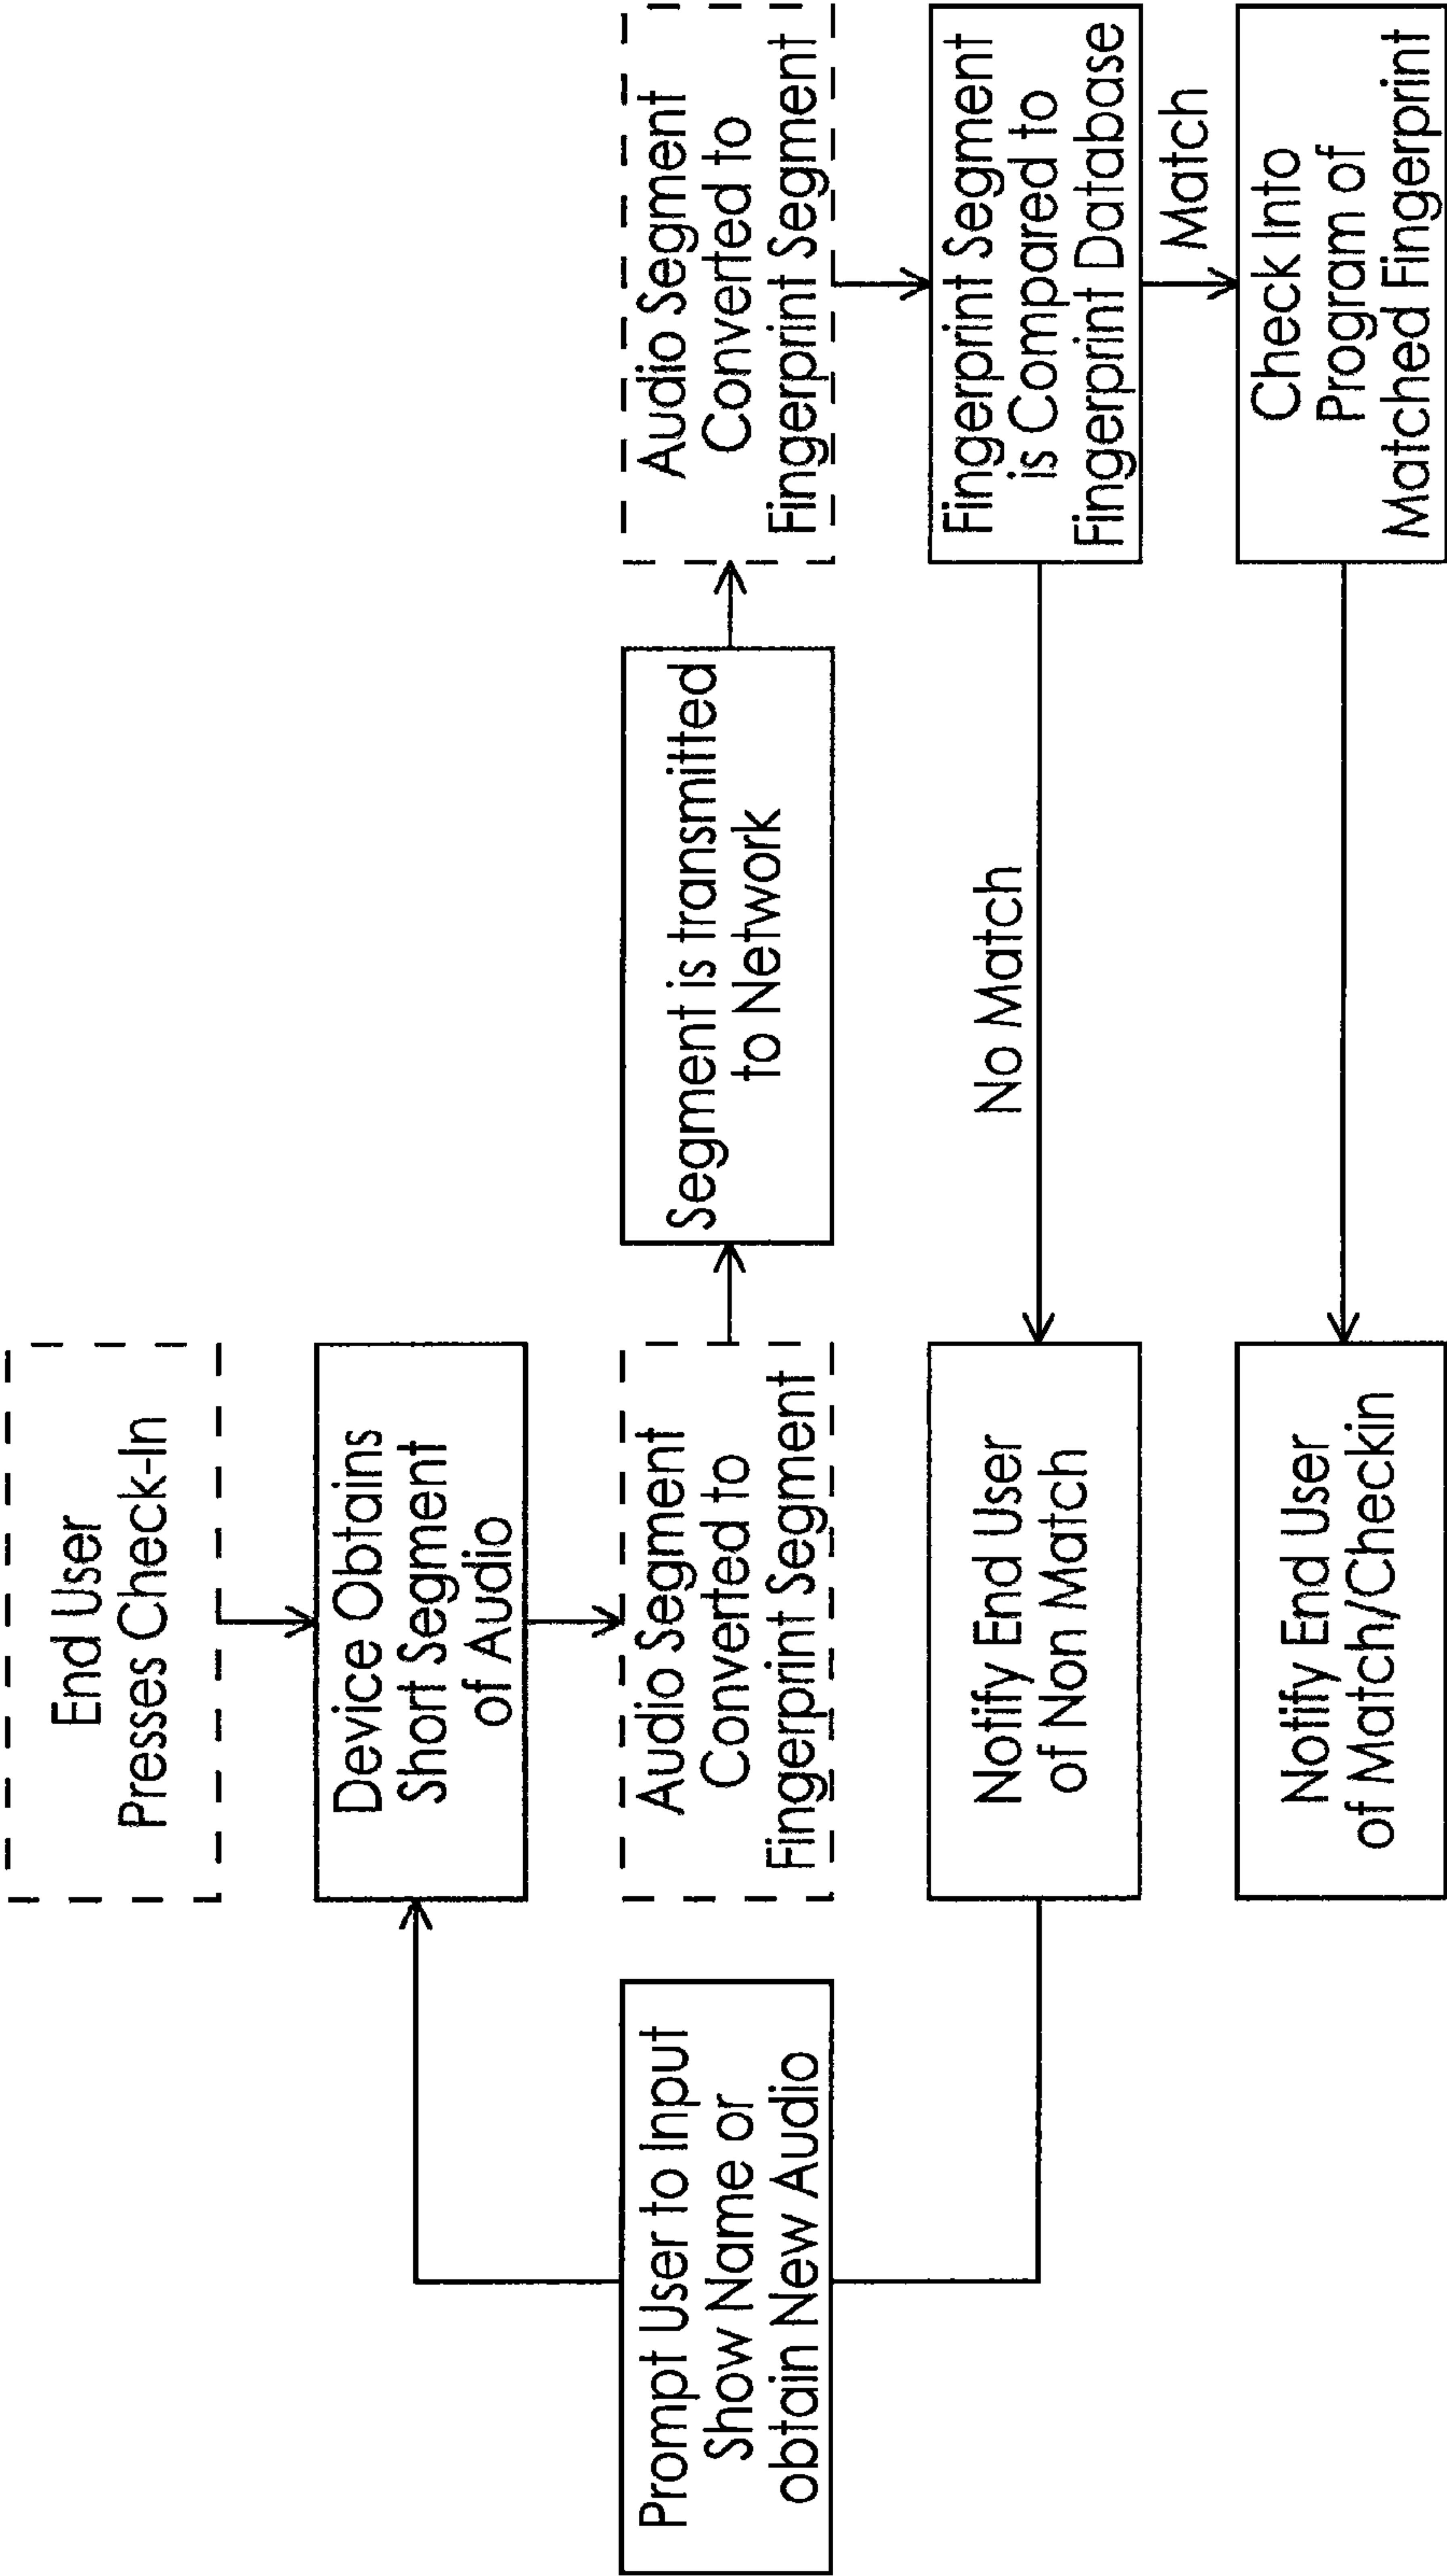 End User
Presses Check-In
Device Obtains
Short Segment
of Audio
Prompt User to Input
Show Name or
obtain New Audio
Audio Segment
Converted to
Fingerprint Segment
Segment is transmitted
to Network
Audio Segment
Converted to
Fingerprint Segment
Notify End User
of Non Match
No Match
Fingerprint Segment
is Compared to
Fingerprint Database
Match
Notify End User
of Match/Checkin
Check Into
Program of
Matched Fingerprint